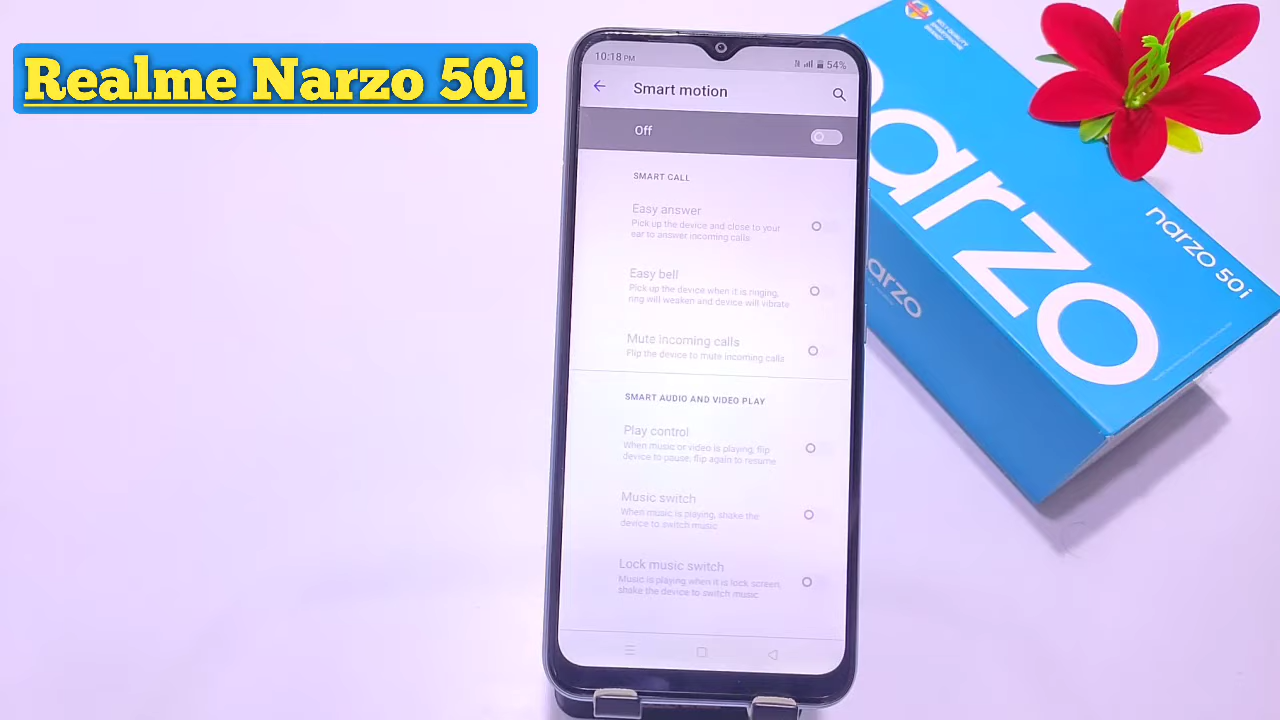 Realme Narzo 50i
10:18 PM
54%
Smart motion
Off
SMART CALL
Easy answer
Pick up the device and close to your
ear to answer incoming calls
Easy bell
Pick up the device when it is ringing,
ring will weaken and device will vibrate
Mute incoming calls
Flip the device to mute incoming calls
SMART AUDIO AND VIDEO PLAY
Play control
When music or video is playing, flip
device to pause, flip again to resume
Music switch
When music is playing, shake the
device to switch music
Lock music switch
Music is playing when it is lock screen,
shake the device to switch music
narzo
narzo 50i
narzo